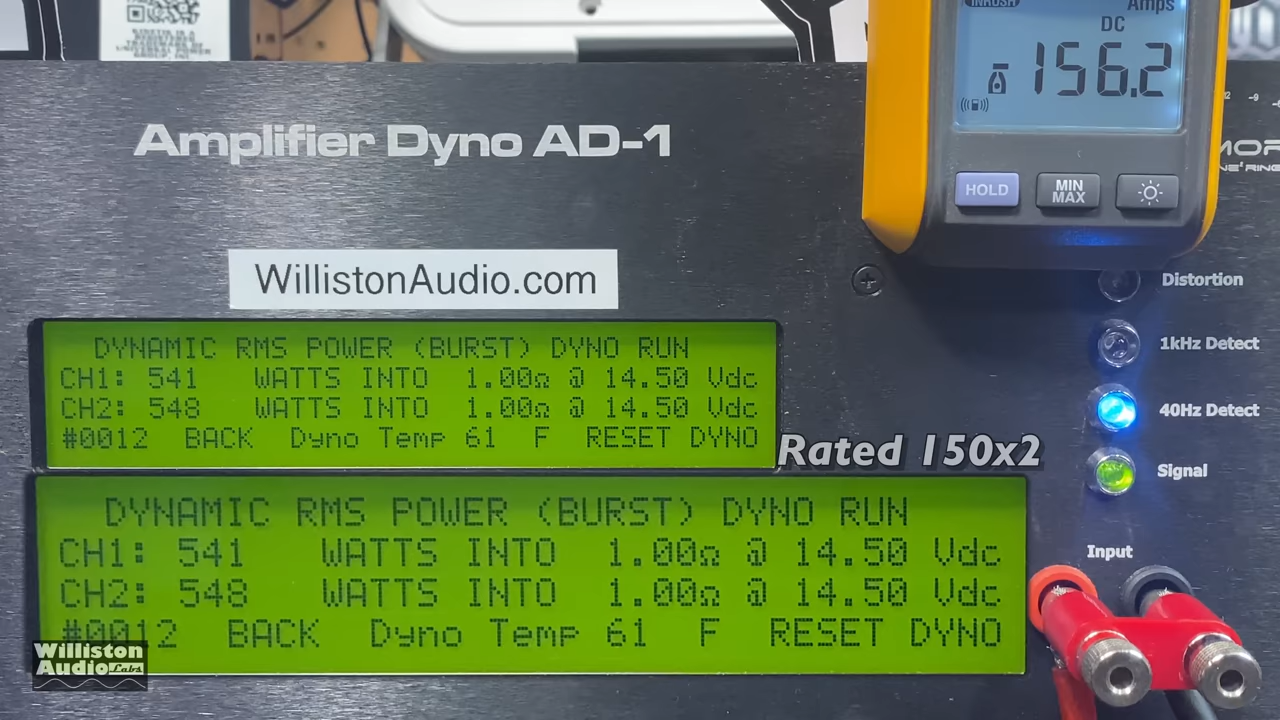 INRUSH
Amps
DC
156.2
HOLD
MIN
MAX
Amplifier Dyno AD-1
WillistonAudio.com
Distortion
1kHz Detect
40Hz Detect
Signal
Input
DYNAMIC RMS POWER (BURST) DYNO RUN
CH1: 541 WATTS INTO 1.00Ω @ 14.50 Vdc
CH2: 548 WATTS INTO 1.00Ω @ 14.50 Vdc
#0012 BACK Dyno Temp 61 F RESET DYNO
Rated 150x2
DYNAMIC RMS POWER (BURST) DYNO RUN
CH1: 541 WATTS INTO 1.00Ω @ 14.50 Vdc
CH2: 548 WATTS INTO 1.00Ω @ 14.50 Vdc
#0012 BACK Dyno Temp 61 F RESET DYNO
Williston
Audio Labs